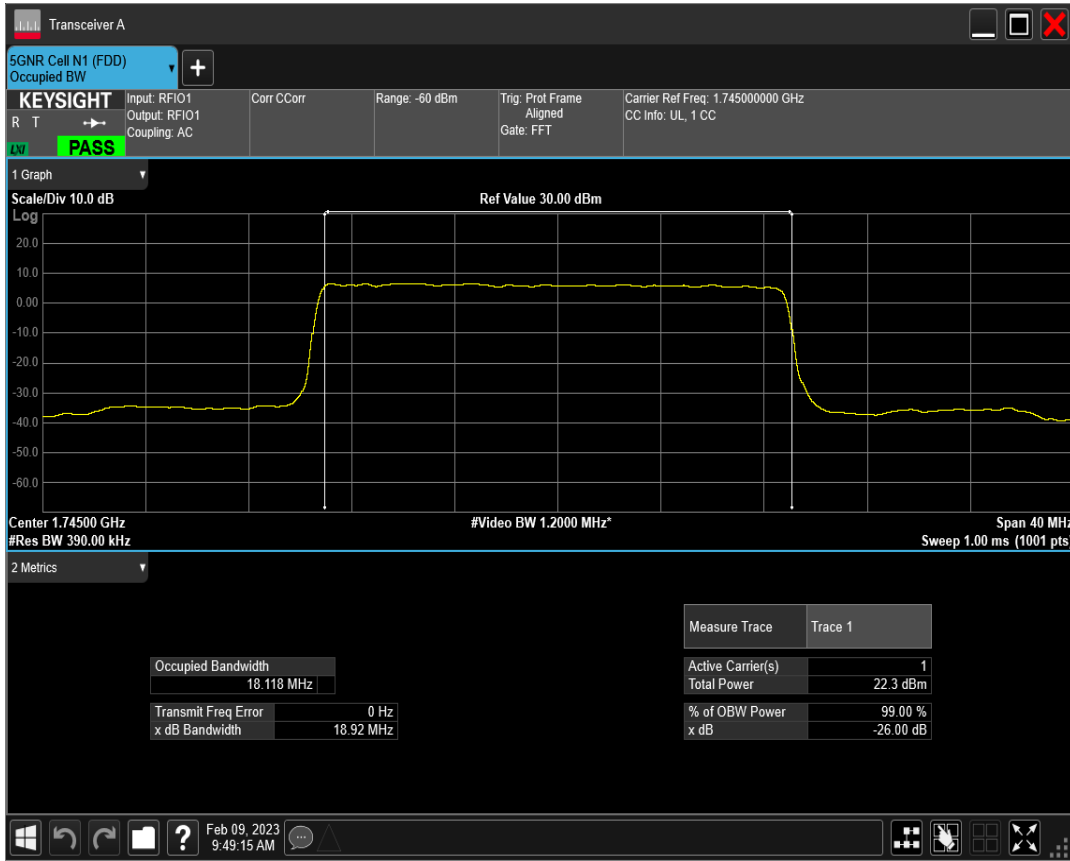 Transceiver A
5GNR Cell N1 (FDD)
Occupied BW
+
KEYSIGHT
R T
LXI
PASS
Input: RFIO1
Output: RFIO1
Coupling: AC
Corr CCorr
Range: -60 dBm
Trig: Prot Frame
Aligned
Gate: FFT
Carrier Ref Freq: 1.745000000 GHz
CC Info: UL, 1 CC
1 Graph
Scale/Div 10.0 dB
Ref Value 30.00 dBm
Log
20.0
10.0
0.00
-10.0
-20.0
-30.0
-40.0
-50.0
-60.0
Center 1.74500 GHz
#Video BW 1.2000 MHz*
Span 40 MHz
#Res BW 390.00 kHz
Sweep 1.00 ms (1001 pts)
2 Metrics
Measure Trace Trace 1
Occupied Bandwidth
18.118 MHz
Active Carrier(s) 1
Total Power 22.3 dBm
Transmit Freq Error 0 Hz
x dB Bandwidth 18.92 MHz
% of OBW Power 99.00 %
x dB -26.00 dB
?
Feb 09, 2023
9:49:15 AM